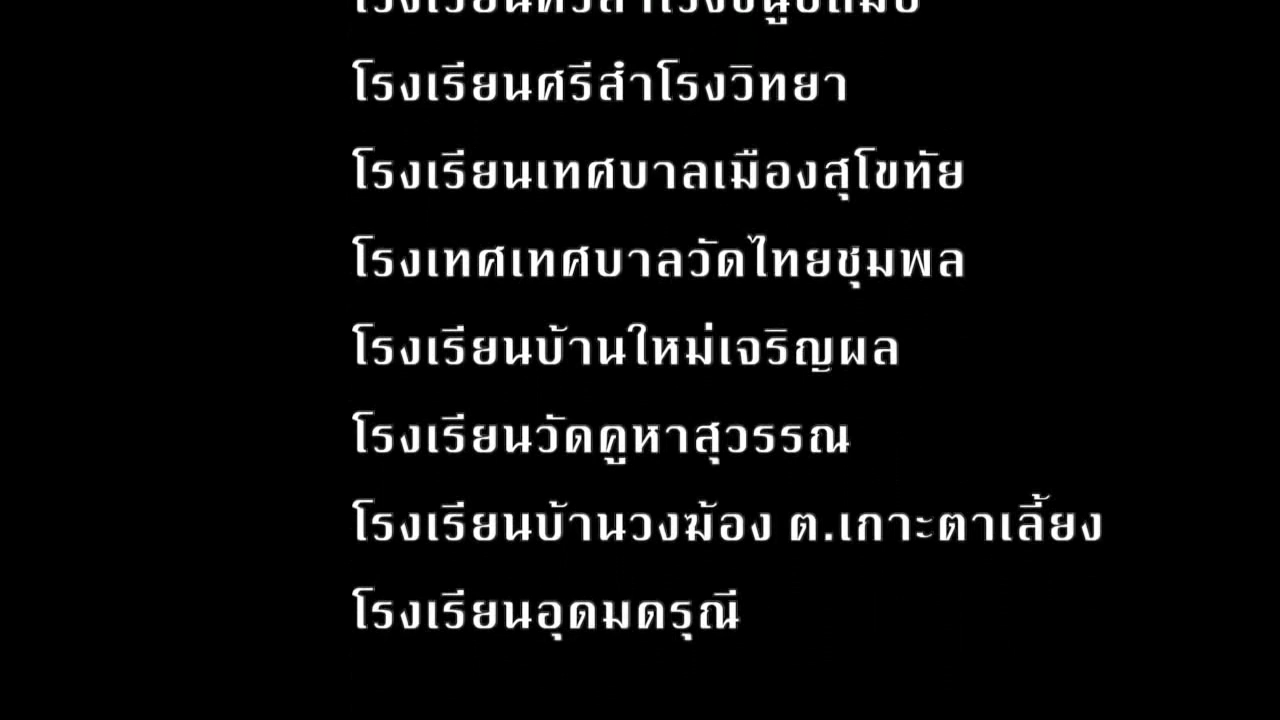 โรงเรียนศรีสำโรงวิทยา
โรงเรียนเทศบาลเมืองสุโขทัย
โรงเทศเทศบาลวัดไทยชุมพล
โรงเรียนบ้านใหม่เจริญผล
โรงเรียนวัดคูหาสุวรรณ
โรงเรียนบ้านวงฆ้อง ต.เกาะตาเลี้ยง
โรงเรียนอุดมดรุณี